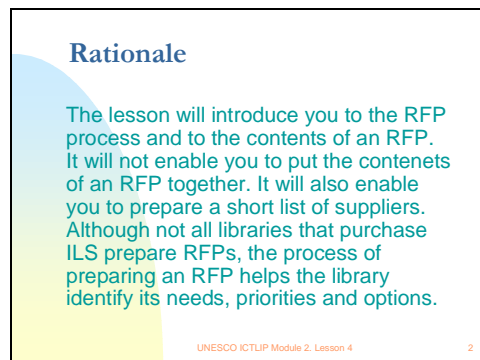 Rationale
The lesson will introduce you to the RFP
process and to the contents of an RFP.
It will not enable you to put the contenets
of an RFP together. It will also enable
you to prepare a short list of suppliers.
Although not all libraries that purchase
ILS prepare RFPs, the process of
preparing an RFP helps the library
identify its needs, priorities and options.
UNESCO ICTLIP Module 2. Lesson 4
2